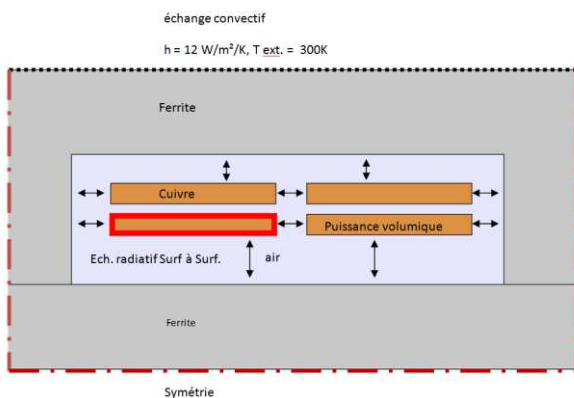 échange convectif
h = 12 W/m²/K, T ext. = 300K
Ferrite
Cuivre
Puissance volumique
Ech. radiatif Surf à Surf.
air
Ferrite
Symétrie